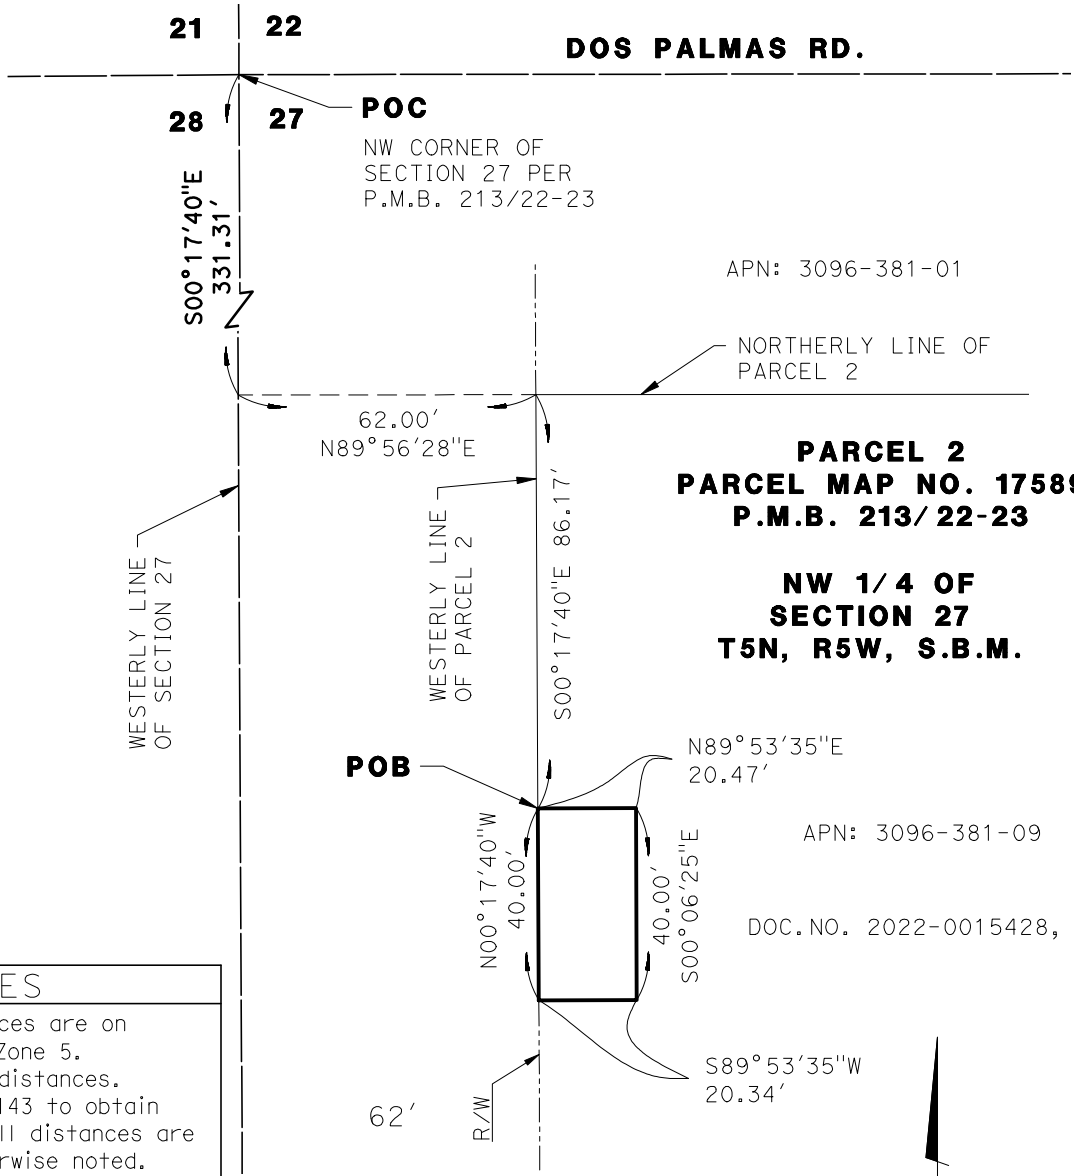 21
22
DOS PALMAS RD.
POC
28
27
NW CORNER OF
SECTION 27 PER
P.M.B. 213/22-23
S00°17'40"E
331.31'
APN: 3096-381-01
NORTHERLY LINE OF
PARCEL 2
62.00'
N89°56'28"E
PARCEL 2
PARCEL MAP NO. 17589
P.M.B. 213/22-23
NW 1/4 OF
SECTION 27
T5N, R5W, S.B.M.
WESTERLY LINE
OF SECTION 27
WESTERLY LINE
OF PARCEL 2
S00°17'40"E 86.17'
POB
N89°53'35"E
20.47'
N00°17'40"W
40.00'
40.00'
S00°06'25"E
APN: 3096-381-09
DOC.NO. 2022-0015428,
S89°53'35"W
20.34'
62'
R/W
ES
ces are on
Zone 5.
distances.
143 to obtain
ll distances are
rwise noted.